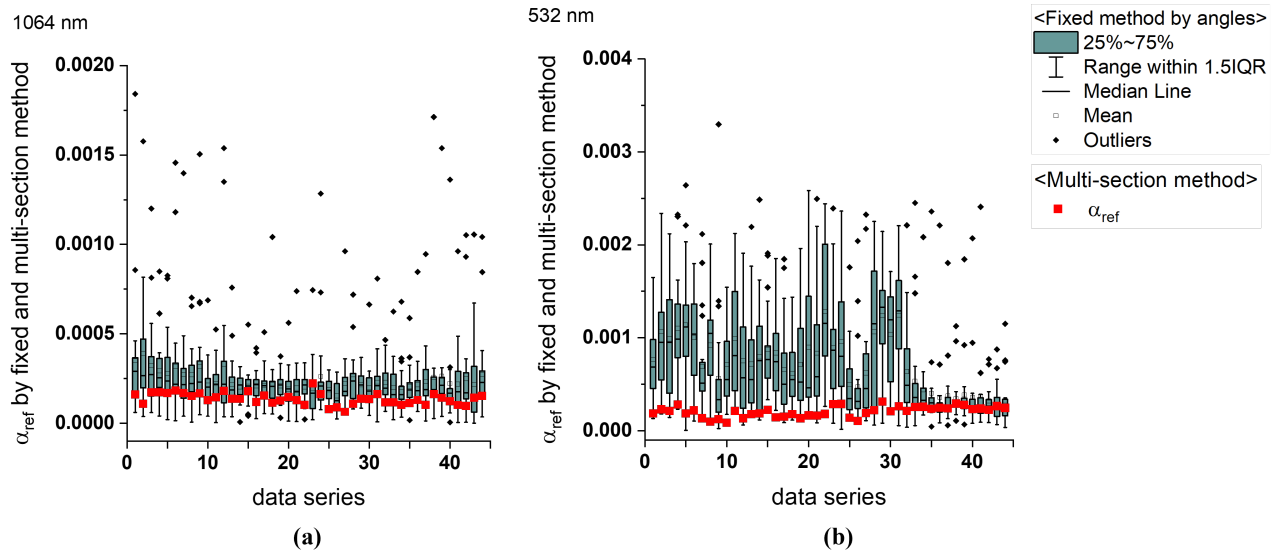 1064 nm
α_ref by fixed and multi-section method
0.0020
0.0015
0.0010
0.0005
0.0000
0 10 20 30 40
data series
(a)
532 nm
α_ref by fixed and multi-section method
0.004
0.003
0.002
0.001
0.000
0 10 20 30 40
data series
(b)
<Fixed method by angles>
25%~75%
Range within 1.5IQR
Median Line
Mean
Outliers
<Multi-section method>
α_ref